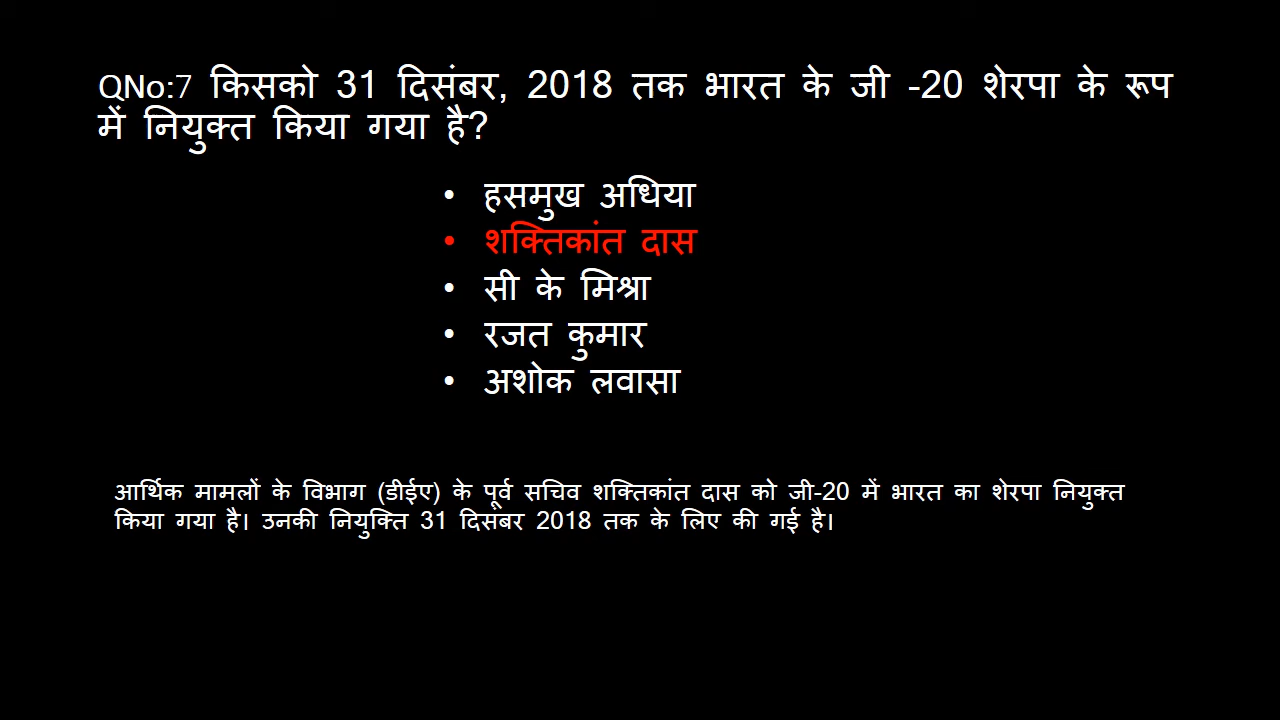 QNo:7 किसको 31 दिसंबर, 2018 तक भारत के जी -20 शेरपा के रूप
में नियुक्त किया गया है?
• हसमुख अधिया
• शक्तिकांत दास
• सी के मिश्रा
• रजत कुमार
• अशोक लवासा
आर्थिक मामलों के विभाग (डीईए) के पूर्व सचिव शक्तिकांत दास को जी-20 में भारत का शेरपा नियुक्त
किया गया है। उनकी नियुक्ति 31 दिसंबर 2018 तक के लिए की गई है।